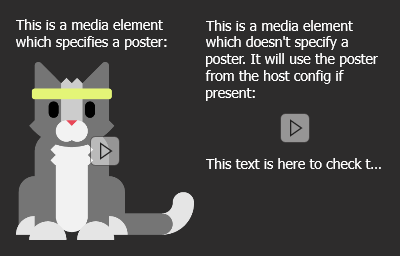 This is a media element
which specifies a poster:
This is a media element
which doesn't specify a
poster. It will use the poster
from the host config if
present:
This text is here to check t...